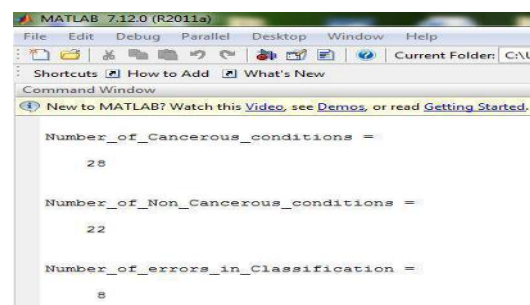 MATLAB 7.12.0 (R2011a)
File Edit Debug Parallel Desktop Window Help
Current Folder: C:\
Shortcuts How to Add What's New
Command Window
New to MATLAB? Watch this Video, see Demos, or read Getting Started.
Number_of_Cancerous_conditions =
28
Number_of_Non_Cancerous_conditions =
22
Number_of_errors_in_Classification =
8